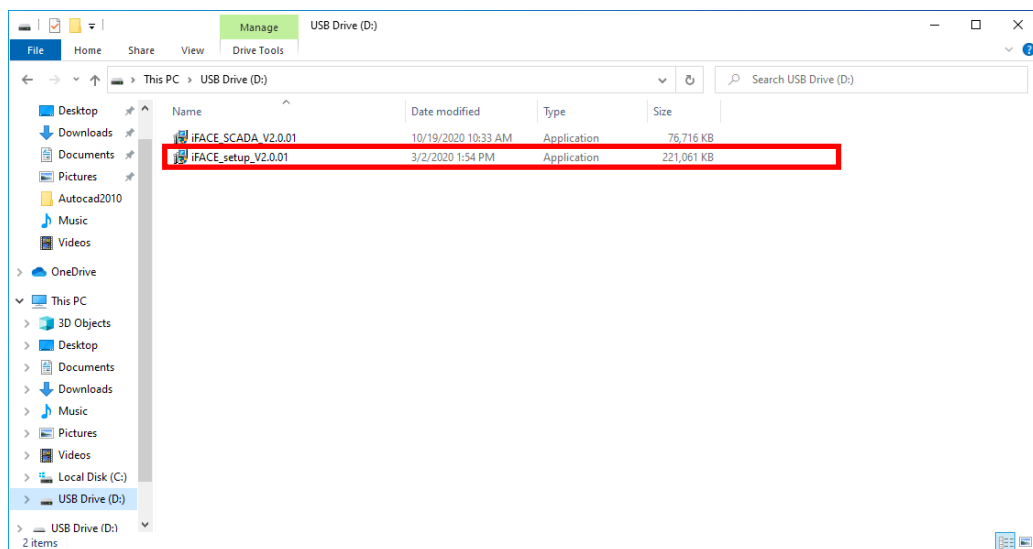 Manage USB Drive (D:)
File Home Share View Drive Tools
This PC USB Drive (D:) Search USB Drive (D:)
Desktop
Downloads
Documents
Pictures
Autocad2010
Music
Videos
OneDrive
This PC
3D Objects
Desktop
Documents
Downloads
Music
Pictures
Videos
Local Disk (C:)
USB Drive (D:)
USB Drive (D:)
Name Date modified Type Size
iFACE_SCADA_V2.0.01 10/19/2020 10:33 AM Application 76,716 KB
iFACE_setup_V2.0.01 3/2/2020 1:54 PM Application 221,061 KB
2 items